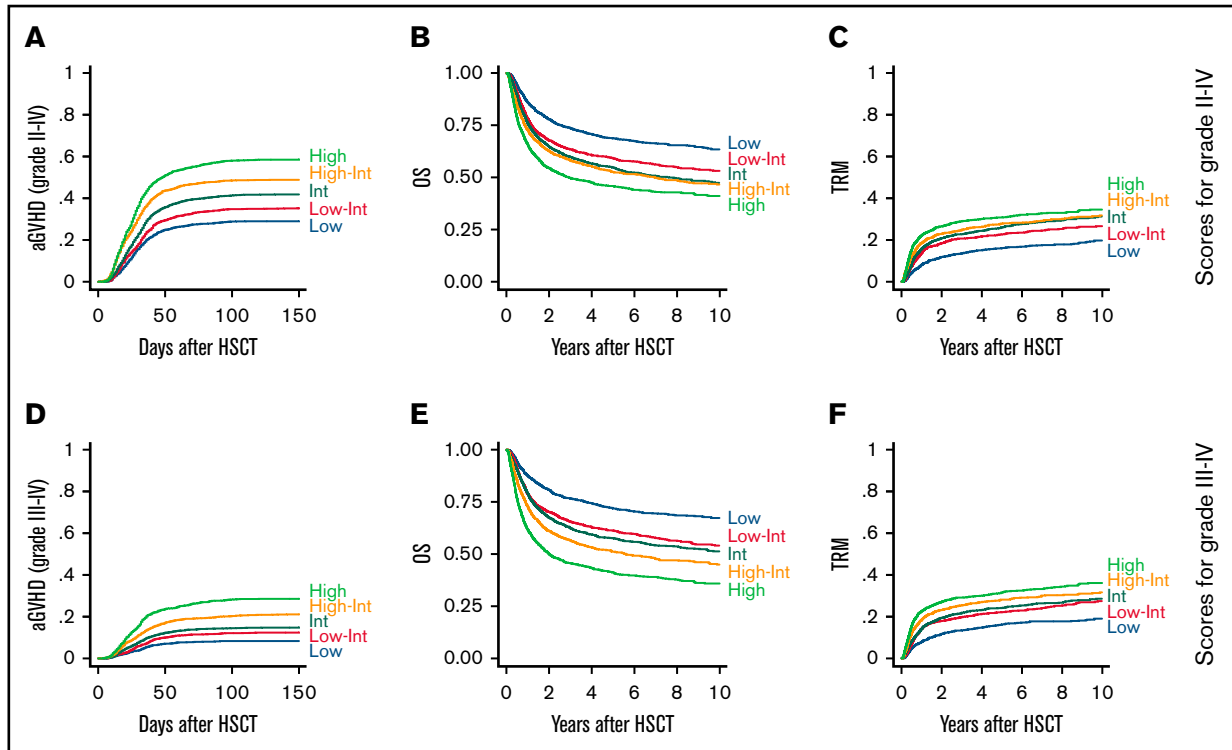 A
aGVHD (grade II-IV)
1
.8
.6
.4
.2
0
High
High-Int
Int
Low-Int
Low
0 50 100 150
Days after HSCT
B
OS
1.00
0.75
0.50
0.25
0.00
Low
Low-Int
Int
High-Int
High
0 2 4 6 8 10
Years after HSCT
C
TRM
1
.8
.6
.4
.2
0
High
High-Int
Int
Low-Int
Low
0 2 4 6 8 10
Years after HSCT
Scores for grade II-IV
D
aGVHD (grade III-IV)
1
.8
.6
.4
.2
0
High
High-Int
Int
Low-Int
Low
0 50 100 150
Days after HSCT
E
OS
1.00
0.75
0.50
0.25
0.00
Low
Low-Int
Int
High-Int
High
0 2 4 6 8 10
Years after HSCT
F
TRM
1
.8
.6
.4
.2
0
High
High-Int
Int
Low-Int
Low
0 2 4 6 8 10
Years after HSCT
Scores for grade III-IV